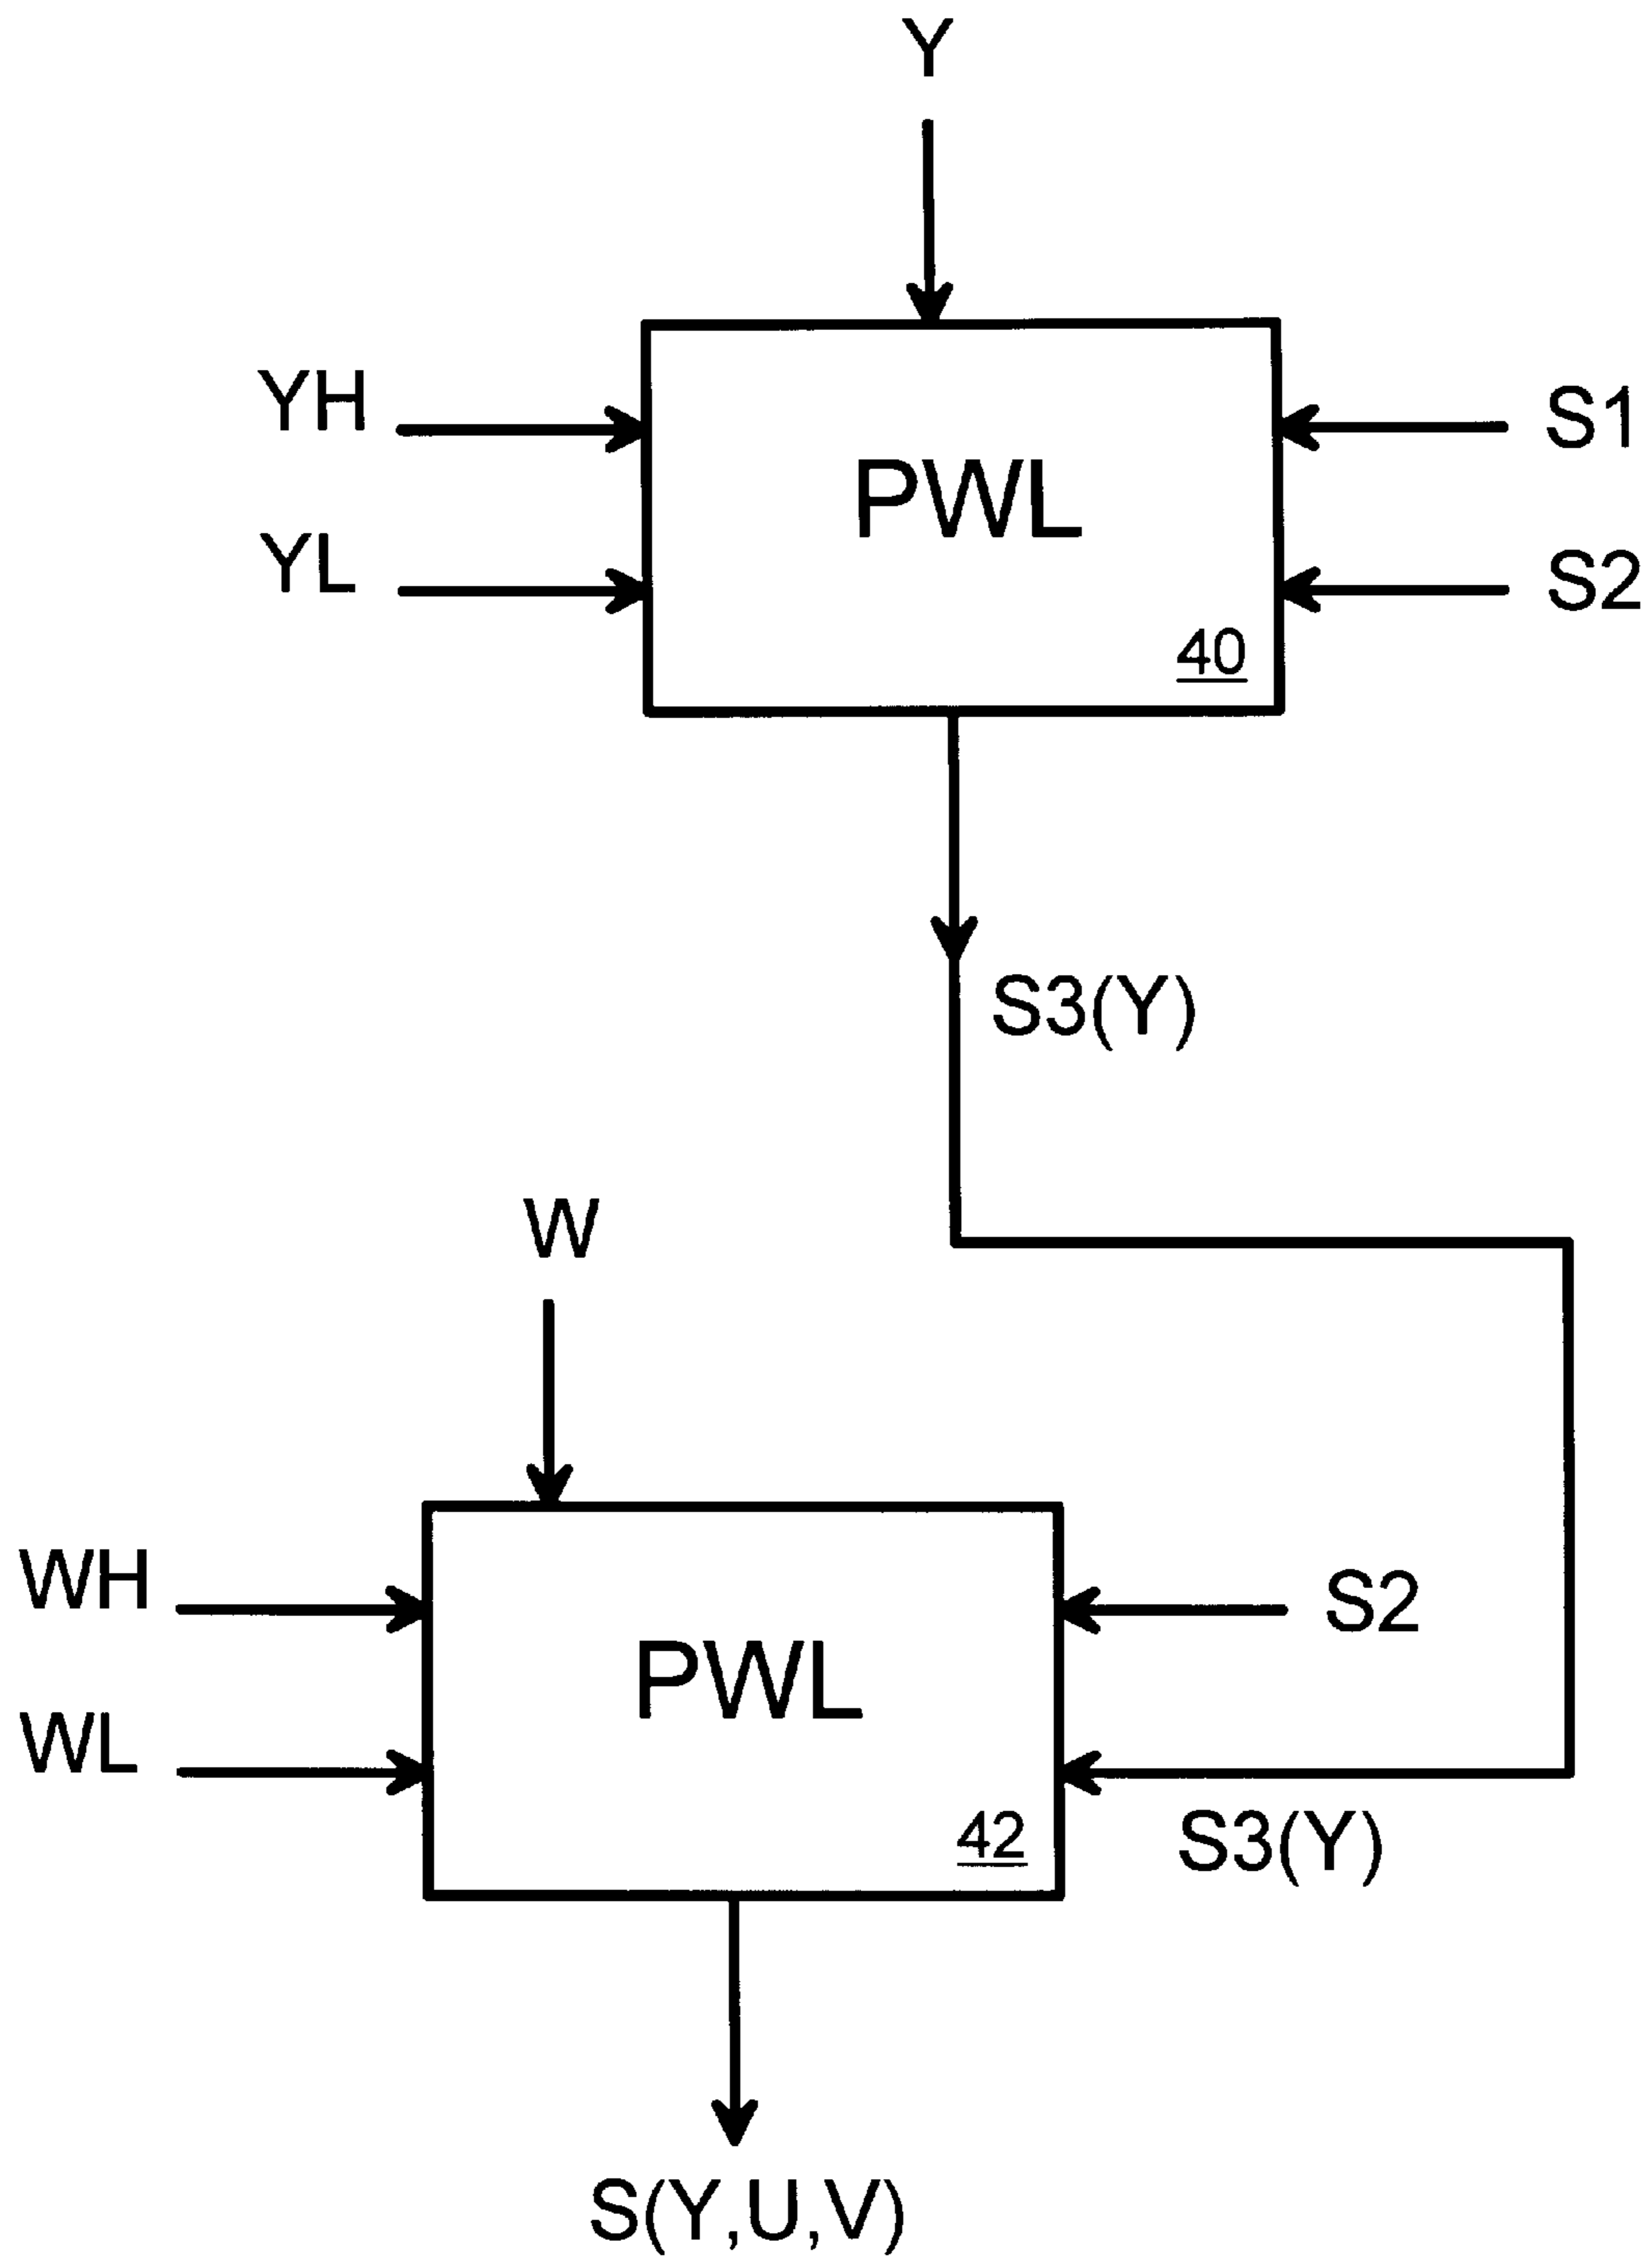 Y
YH
S1
PWL
YL
S2
40
S3(Y)
W
WH
S2
PWL
WL
42
S3(Y)
S(Y,U,V)